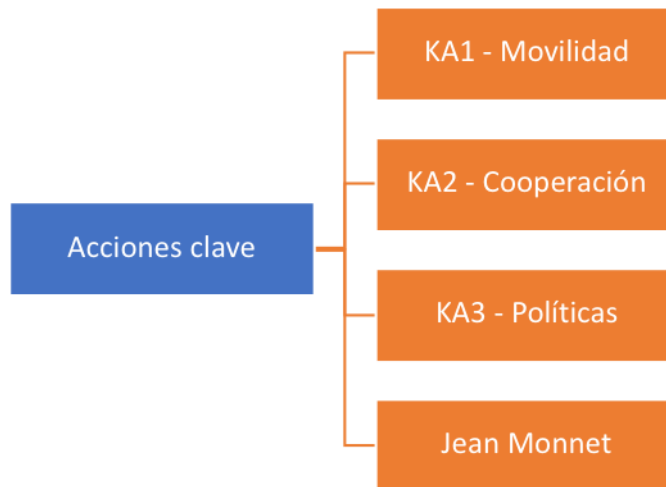 Acciones clave
KA1 - Movilidad
KA2 - Cooperación
KA3 - Políticas
Jean Monnet